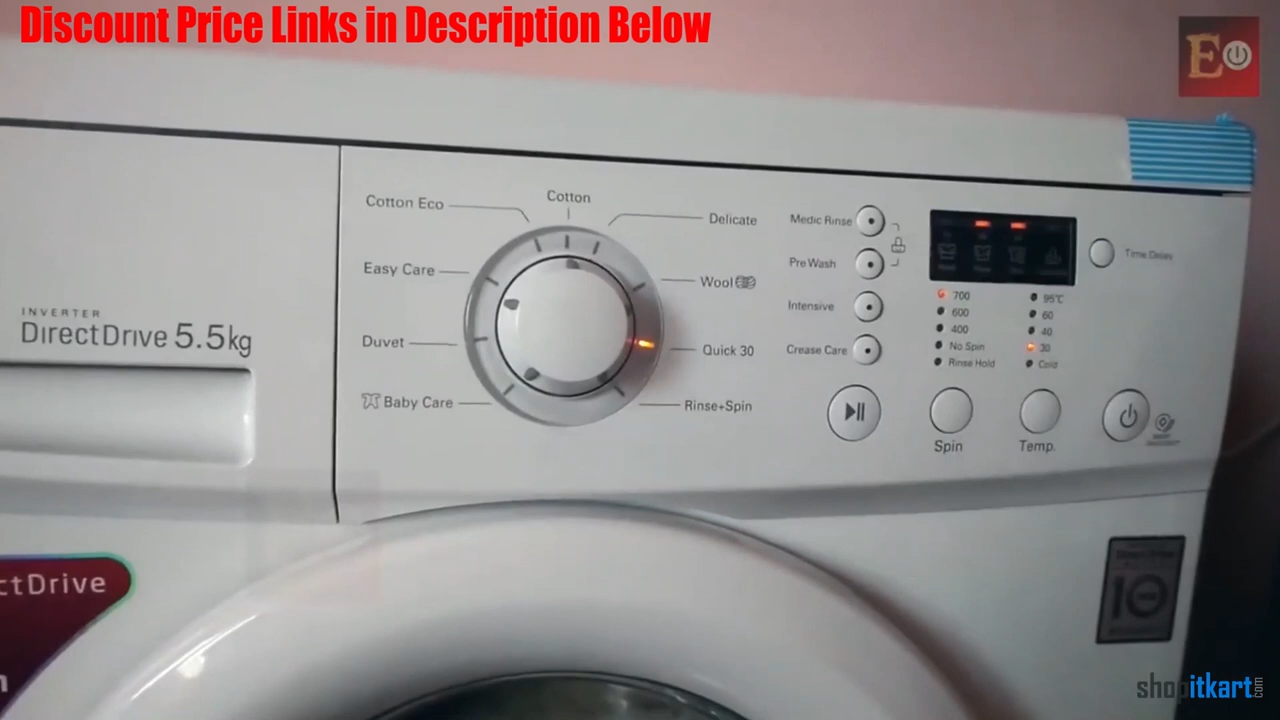 Discount Price Links in Description Below
E
INVERTER
DirectDrive 5.5kg
Cotton Eco
Cotton
Delicate
Easy Care
Wool
Duvet
Quick 30
Baby Care
Rinse+Spin
Medic Rinse
Pre Wash
Intensive
Crease Care
Time Delay
700
600
400
No Spin
Rinse Hold
95℃
60
40
30
Cold
Spin
Temp.
ctDrive
n
10
shopitkart.com